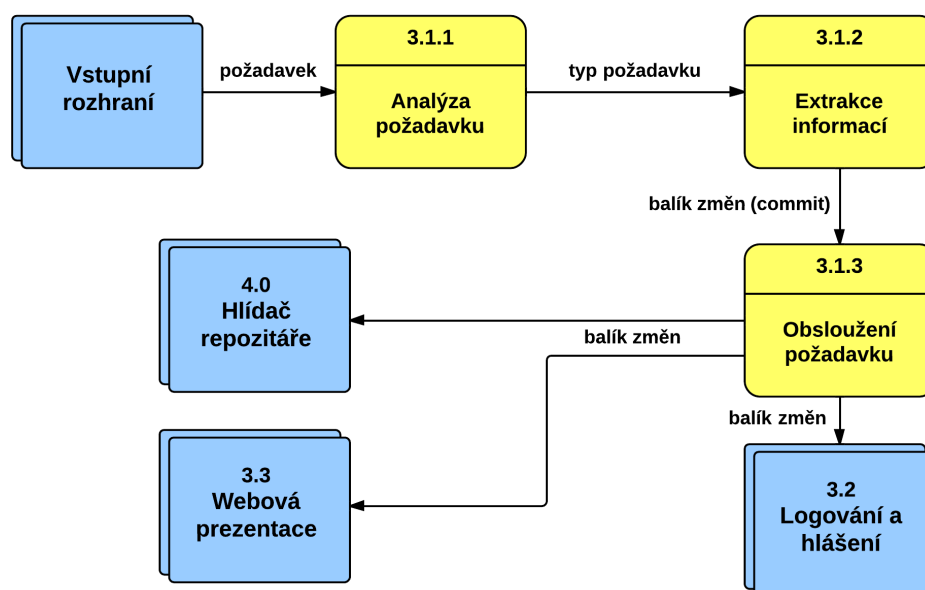 Vstupní
rozhraní
požadavek
3.1.1
Analýza
požadavku
typ požadavku
3.1.2
Extrakce
informací
balík změn (commit)
3.1.3
Obsloužení
požadavku
4.0
Hlídač
repozitáře
balík změn
balík změn
3.3
Webová
prezentace
3.2
Logování a
hlášení